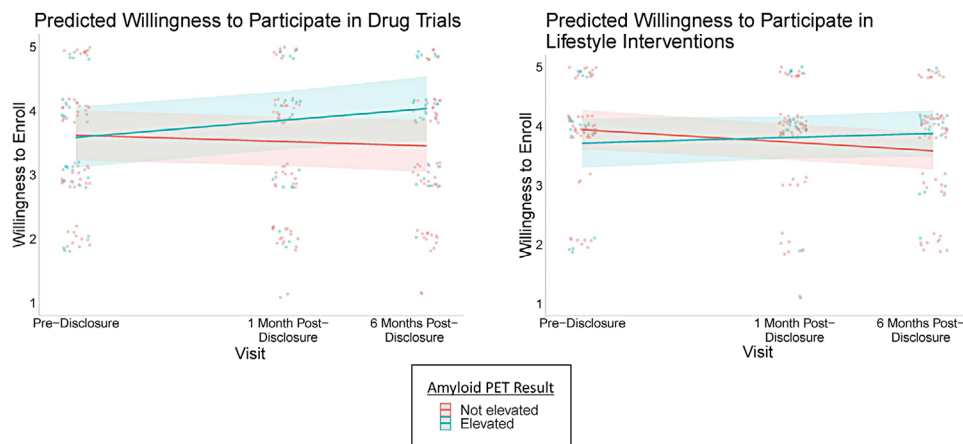 Predicted Willingness to Participate in Drug Trials
5
4
3
2
1
Willingness to Enroll
Pre-Disclosure
1 Month Post-
Disclosure
6 Months Post-
Disclosure
Visit
Predicted Willingness to Participate in
Lifestyle Interventions
5
4
3
2
1
Willingness to Enroll
Pre-Disclosure
1 Month Post-
Disclosure
6 Months Post-
Disclosure
Visit
Amyloid PET Result
Not elevated
Elevated